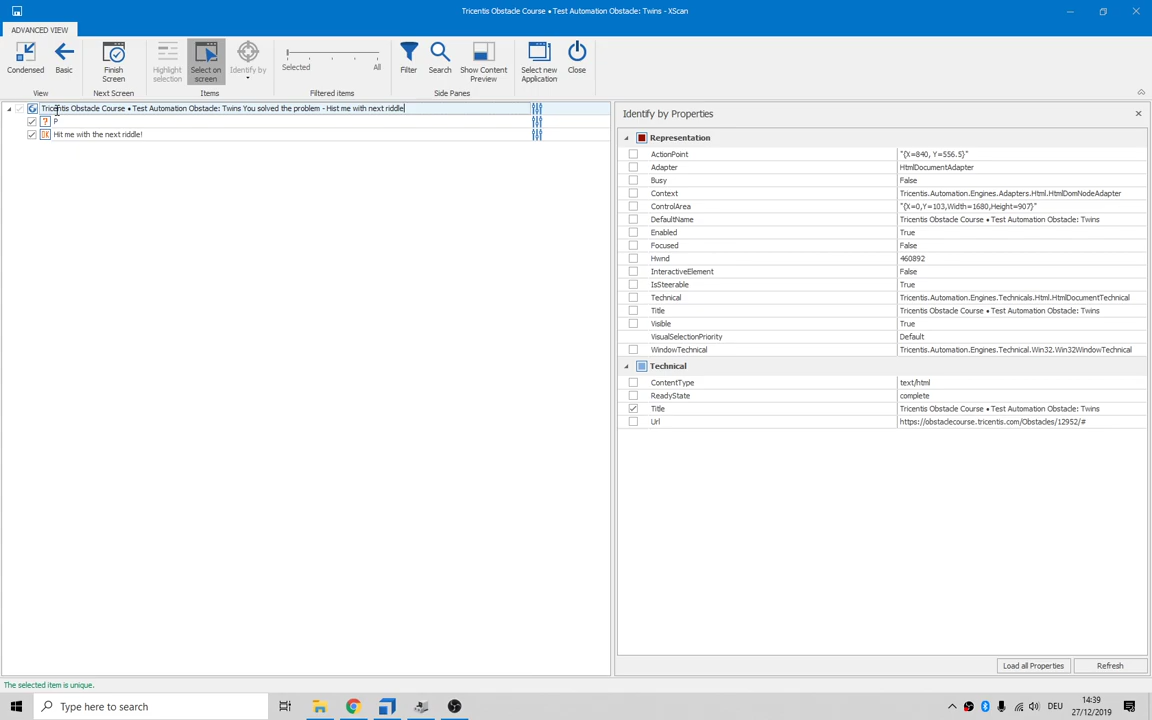 Tricentis Obstacle Course • Test Automation Obstacle: Twins - XScan
ADVANCED VIEW
Condensed
Basic
Finish Screen
Highlight selection
Select on screen
Identify by
Selected
All
Filter
Search
Show Content Preview
Select new Application
Close
View
Next Screen
Items
Filtered items
Side Panes
Tricentis Obstacle Course • Test Automation Obstacle: Twins You solved the problem - Hist me with next riddle
P
Hit me with the next riddle!
Identify by Properties
Representation
ActionPoint "{X=840, Y=556.5}"
Adapter HtmlDocumentAdapter
Busy False
Context Tricentis.Automation.Engines.Adapters.Html.HtmlDomNodeAdapter
ControlArea "{X=0,Y=103,Width=1680,Height=907}"
DefaultName Tricentis Obstacle Course • Test Automation Obstacle: Twins
Enabled True
Focused False
Hwnd 460892
InteractiveElement False
IsSteerable True
Technical Tricentis.Automation.Engines.Technicals.Html.HtmlDocumentTechnical
Title Tricentis Obstacle Course • Test Automation Obstacle: Twins
Visible True
VisualSelectionPriority Default
WindowTechnical Tricentis.Automation.Engines.Technical.Win32.Win32WindowTechnical
Technical
ContentType text/html
ReadyState complete
Title Tricentis Obstacle Course • Test Automation Obstacle: Twins
Url https://obstaclecourse.tricentis.com/Obstacles/12952/#
Load all Properties
Refresh
The selected item is unique.
Type here to search
DEU
14:39
27/12/2019